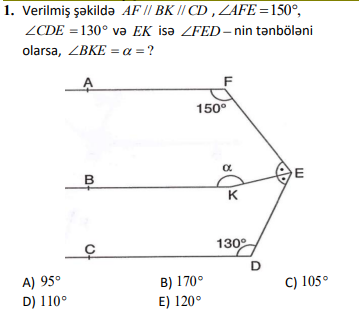 1. Verilmiş şəkildə AF // BK // CD , ∠AFE = 150°,
∠CDE = 130° və EK isə ∠FED – nin tənböləni
olarsa, ∠BKE = α = ?
A F
150°
α
E
B
K
130°
C
D
A) 95° B) 170° C) 105°
D) 110° E) 120°